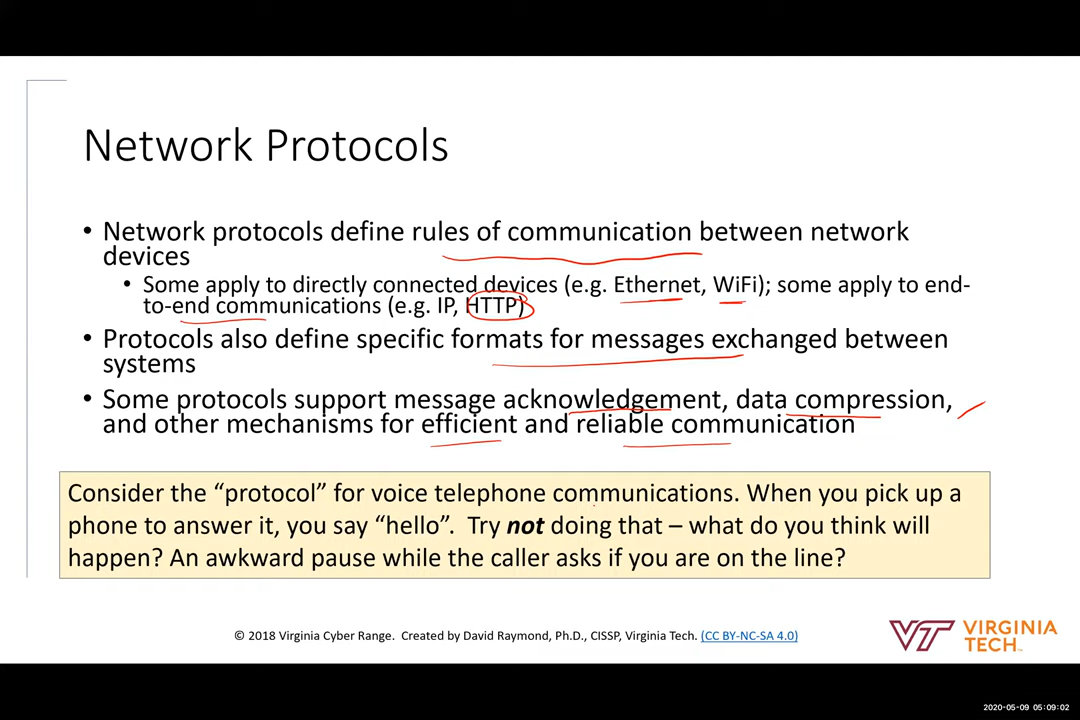 Network Protocols
• Network protocols define rules of communication between network
devices
• Some apply to directly connected devices (e.g. Ethernet, WiFi); some apply to end-
to-end communications (e.g. IP, HTTP)
• Protocols also define specific formats for messages exchanged between
systems
• Some protocols support message acknowledgement, data compression,
and other mechanisms for efficient and reliable communication
Consider the “protocol” for voice telephone communications. When you pick up a
phone to answer it, you say “hello”. Try not doing that – what do you think will
happen? An awkward pause while the caller asks if you are on the line?
© 2018 Virginia Cyber Range. Created by David Raymond, Ph.D., CISSP, Virginia Tech. (CC BY-NC-SA 4.0)
VT VIRGINIA
TECH™
2020-05-09 05:09:02